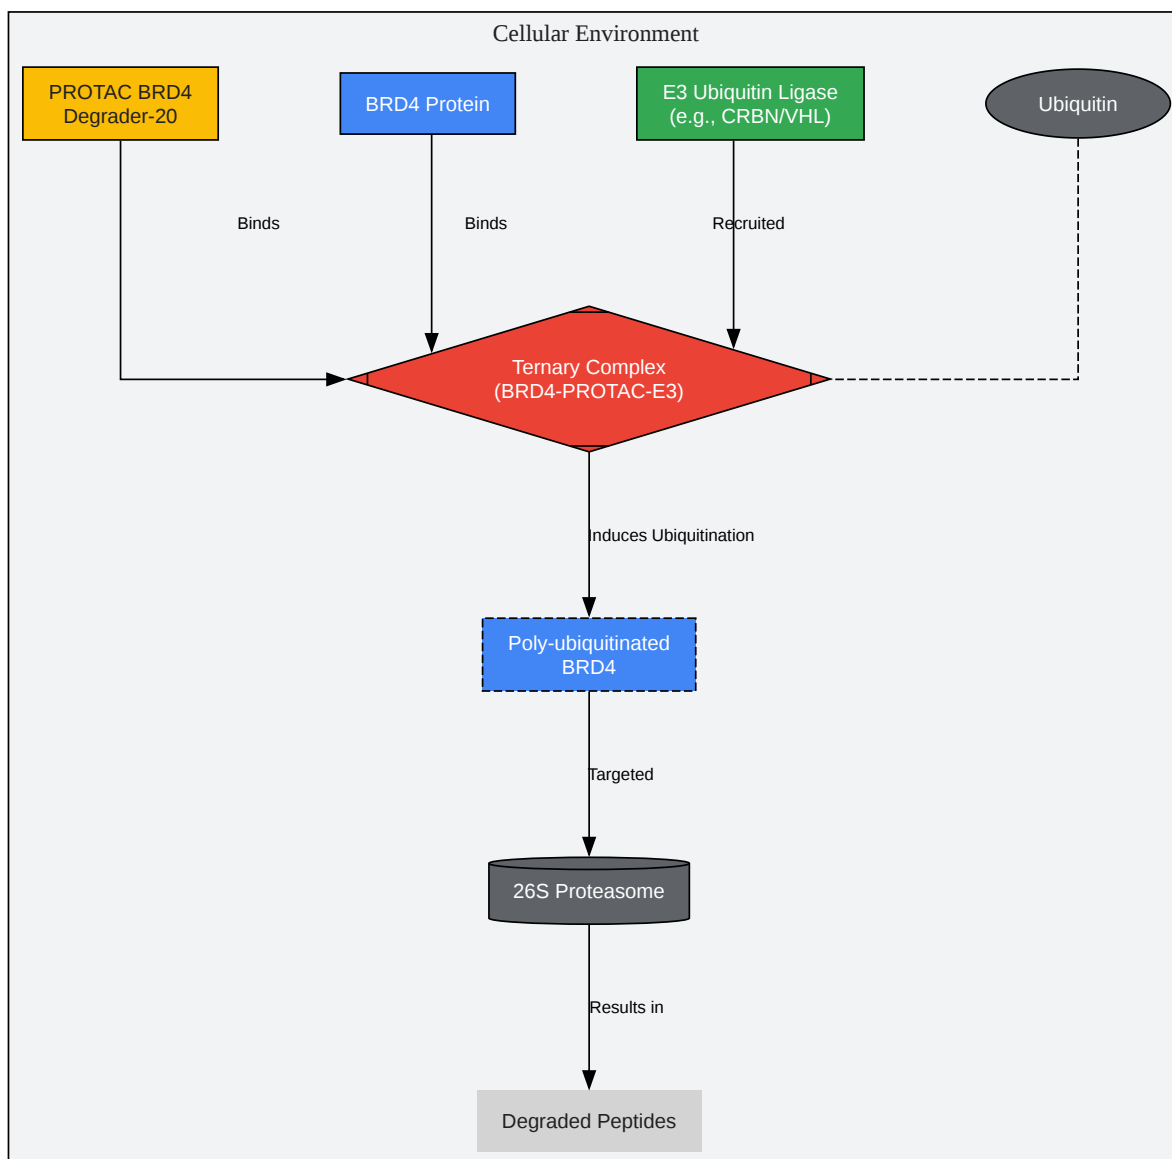 Cellular Environment
PROTAC BRD4
Degrader-20
BRD4 Protein
E3 Ubiquitin Ligase
(e.g., CRBN/VHL)
Ubiquitin
Binds
Binds
Recruited
Ternary Complex
(BRD4-PROTAC-E3)
Induces Ubiquitination
Poly-ubiquitinated
BRD4
Targeted
26S Proteasome
Results in
Degraded Peptides